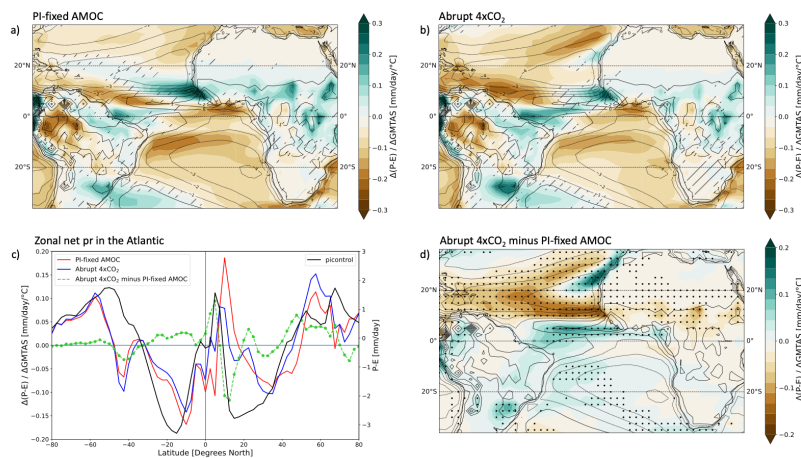 PI-fixed AMOC
Abrupt 4xCO₂
a)
b)
20°N
0°
20°S
20°N
0°
20°S
20°N
0°
20°S
0.3
0.2
0.1
0.0
−0.1
−0.2
−0.3
Δ(P-E) / ΔGMTAS [mm/day/°C]
0.3
0.2
0.1
0.0
−0.1
−0.2
−0.3
Δ(P-E) / ΔGMTAS [mm/day/°C]
Zonal net pr in the Atlantic
Abrupt 4xCO₂ minus PI-fixed AMOC
c)
d)
PI-fixed AMOC
Abrupt 4xCO₂
Abrupt 4xCO₂ minus PI-fixed AMOC
picontrol
0.20
0.15
0.10
0.05
0.00
−0.05
−0.10
−0.15
−0.20
Δ(P-E) / ΔGMTAS [mm/day/°C]
3
2
1
0
−1
−2
−3
P-E [mm/day]
−80
−60
−40
−20
0
20
40
60
80
Latitude [Degrees North]
20°N
0°
20°S
0.2
0.1
0.0
−0.1
−0.2
Δ(P-E) / ΔGMTAS [mm/day/°C]